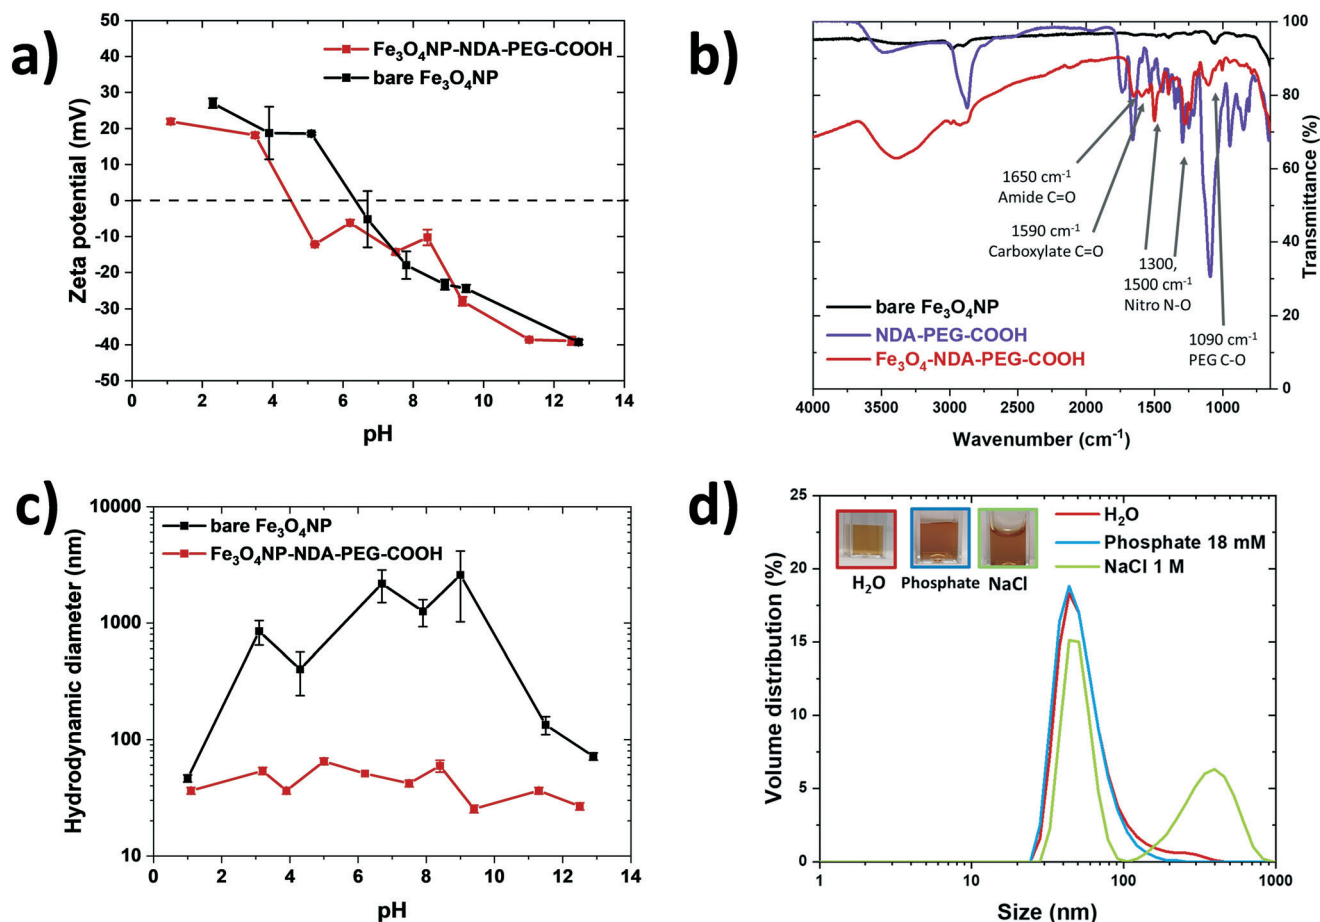 a)
50
40
30
20
10
0
-10
-20
-30
-40
-50
Zeta potential (mV)
Fe₃O₄NP-NDA-PEG-COOH
bare Fe₃O₄NP
0 2 4 6 8 10 12 14
pH
b)
100
80
60
40
20
0
Transmittance (%)
1650 cm⁻¹
Amide C=O
1590 cm⁻¹
Carboxylate C=O
1300,
1500 cm⁻¹
Nitro N-O
1090 cm⁻¹
PEG C-O
bare Fe₃O₄NP
NDA-PEG-COOH
Fe₃O₄-NDA-PEG-COOH
4000 3500 3000 2500 2000 1500 1000
Wavenumber (cm⁻¹)
c)
10000
1000
100
10
Hydrodynamic diameter (nm)
bare Fe₃O₄NP
Fe₃O₄NP-NDA-PEG-COOH
0 2 4 6 8 10 12 14
pH
d)
25
20
15
10
5
0
Volume distribution (%)
H₂O
Phosphate
NaCl
H₂O
Phosphate 18 mM
NaCl 1 M
1 10 100 1000
Size (nm)